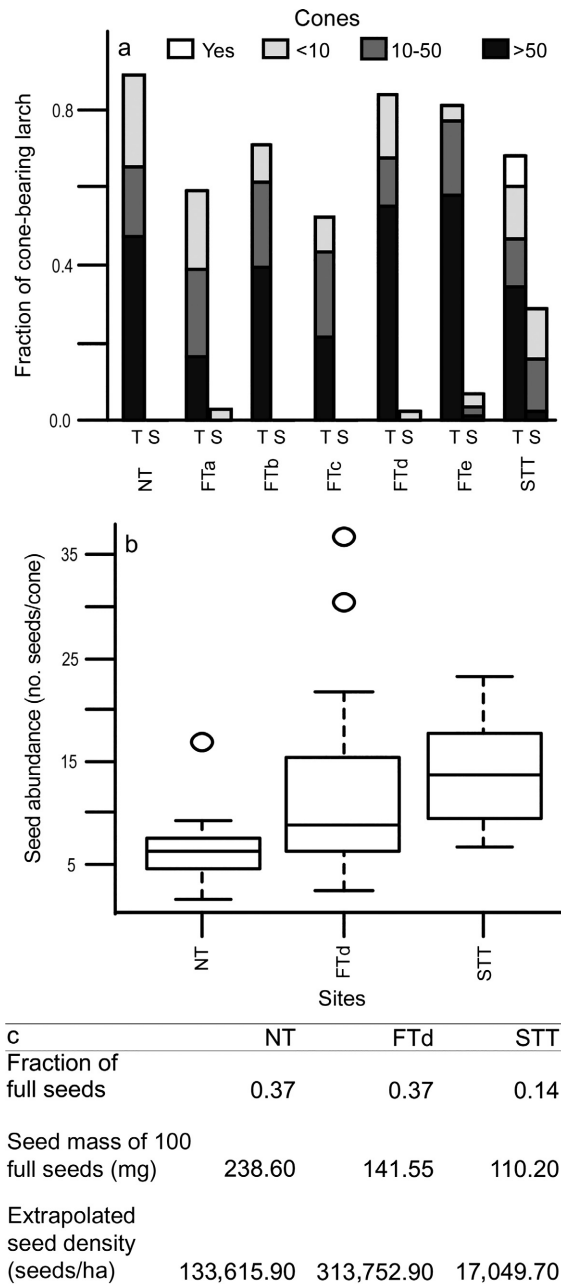 Cones
a
Yes <10 10-50 >50
Fraction of cone-bearing larch
0.8
0.4
0.0
T S T S T S T S T S T S T S
NT FTa FTb FTc FTd FTe STT
b
Seed abundance (no. seeds/cone)
35
25
15
5
NT FTd STT
Sites
c NT FTd STT
Fraction of
full seeds 0.37 0.37 0.14
Seed mass of 100
full seeds (mg) 238.60 141.55 110.20
Extrapolated
seed density
(seeds/ha) 133,615.90 313,752.90 17,049.70